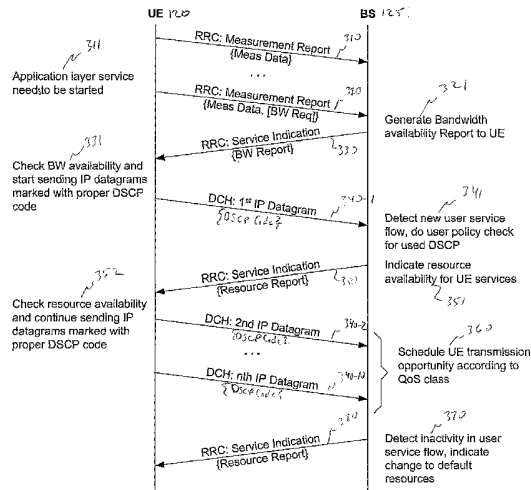 UE 120
BS 125
311
RRC: Measurement Report 310
{Meas Data}
...
Application layer service
need to be started
RRC: Measurement Report 320
{Meas Data, [BW Req]}
321
Generate Bandwidth
availability Report to UE
331
RRC: Service Indication
{BW Report} 330
Check BW availability and
start sending IP datagrams
marked with proper DSCP
code
DCH: 1st IP Datagram 340-1
{DSCP Code}
341
Detect new user service
flow, do user policy check
for used DSCP
352
RRC: Service Indication
{Resource Report} 350
Indicate resource
availability for UE services
351
Check resource availability
and continue sending IP
datagrams marked with
proper DSCP code
DCH: 2nd IP Datagram 340-2
{DSCP Code}
...
360
Schedule UE transmission
opportunity according to
QoS class
DCH: nth IP Datagram 340-n
{DSCP Code}
370
Detect inactivity in user
service flow, indicate
change to default
resources
RRC: Service Indication 380
{Resource Report}